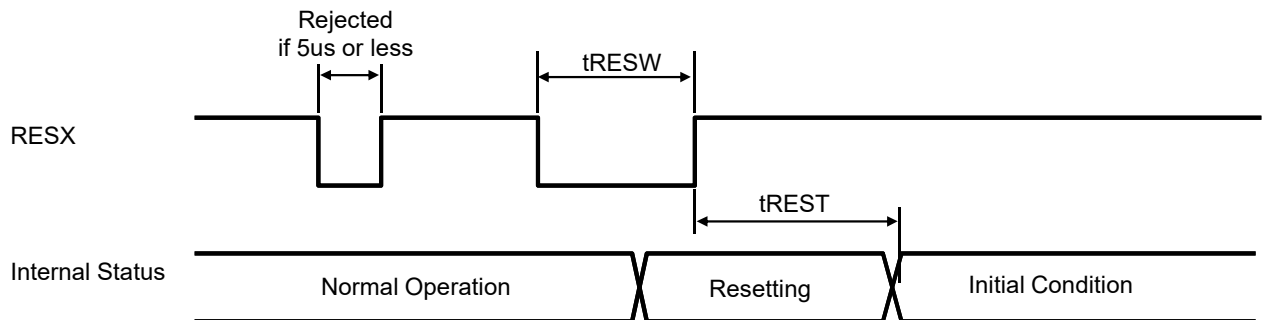 Rejected
if 5us or less
tRESW
RESX
tREST
Internal Status
Normal Operation
Resetting
Initial Condition